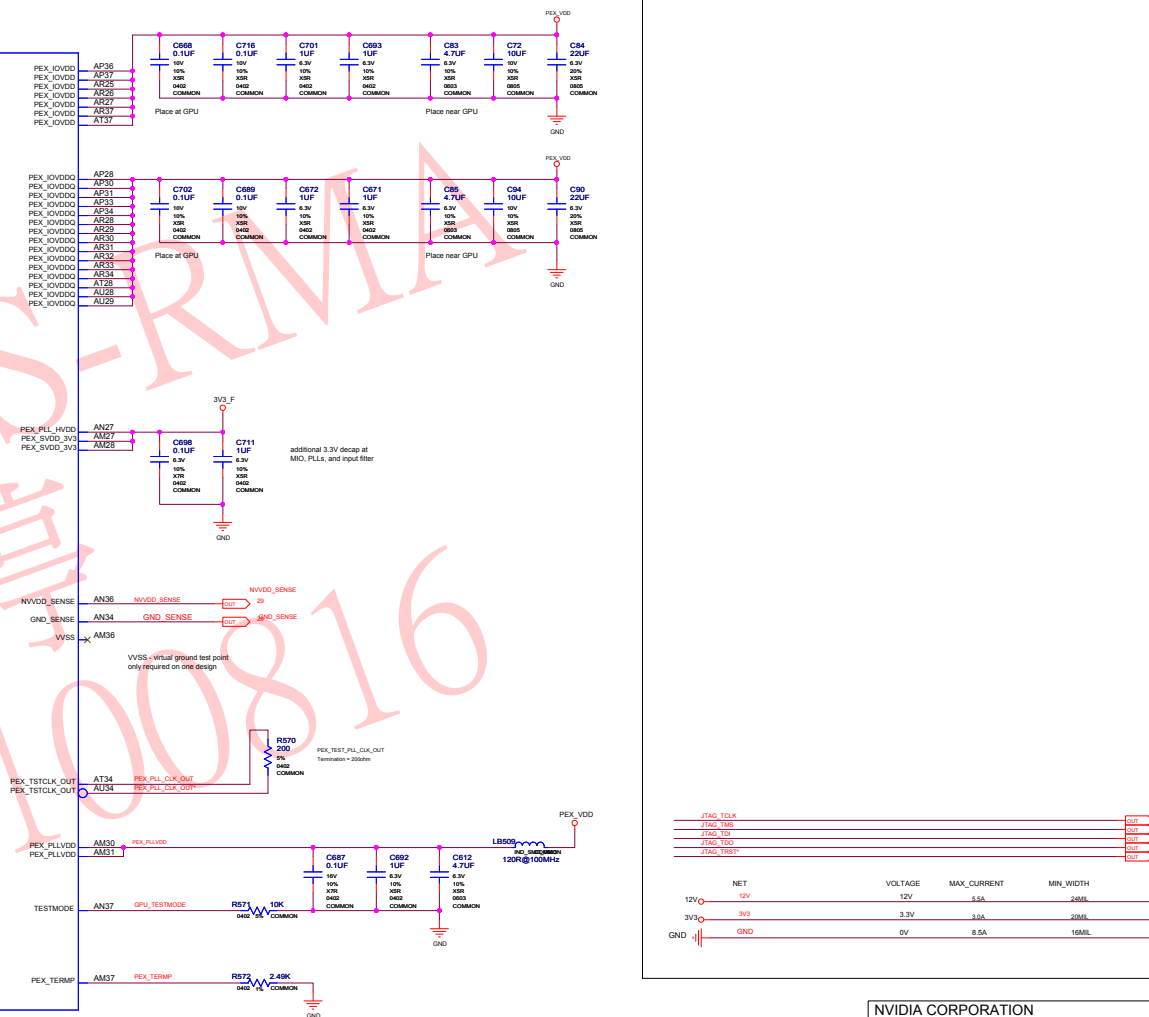 PEX_VDD
C668
0.1UF
10V
10%
X5R
0402
COMMON
C716
0.1UF
10V
10%
X5R
0402
COMMON
C701
1UF
6.3V
10%
X5R
0402
COMMON
C693
1UF
6.3V
10%
X5R
0402
COMMON
C83
4.7UF
6.3V
10%
X5R
0603
COMMON
C72
10UF
10V
10%
X5R
0805
COMMON
C84
22UF
6.3V
20%
X5R
0805
COMMON
PEX_IOVDD AP36
PEX_IOVDD AP37
PEX_IOVDD AR25
PEX_IOVDD AR26
PEX_IOVDD AR27
PEX_IOVDD AR37
PEX_IOVDD AT37
Place at GPU
Place near GPU
GND
PEX_VDD
PEX_IOVDDQ AP28
PEX_IOVDDQ AP30
PEX_IOVDDQ AP31
PEX_IOVDDQ AP33
PEX_IOVDDQ AP34
PEX_IOVDDQ AR28
PEX_IOVDDQ AR29
PEX_IOVDDQ AR30
PEX_IOVDDQ AR31
PEX_IOVDDQ AR32
PEX_IOVDDQ AR33
PEX_IOVDDQ AR34
PEX_IOVDDQ AT28
PEX_IOVDDQ AU28
PEX_IOVDDQ AU29
C702
0.1UF
10V
10%
X5R
0402
COMMON
C689
0.1UF
10V
10%
X5R
0402
COMMON
C672
1UF
6.3V
10%
X5R
0402
COMMON
C671
1UF
6.3V
10%
X5R
0402
COMMON
C85
4.7UF
6.3V
10%
X5R
0603
COMMON
C94
10UF
10V
10%
X5R
0805
COMMON
C90
22UF
6.3V
20%
X5R
0805
COMMON
Place at GPU
Place near GPU
GND
S-RMA
3V3_F
PEX_PLL_HVDD AN27
PEX_SVDD_3V3 AM27
PEX_SVDD_3V3 AM28
C698
0.1UF
6.3V
10%
X7R
0402
COMMON
C711
1UF
6.3V
10%
X5R
0402
COMMON
additional 3.3V decap at
MIO, PLLs, and input filter
GND
100816
NVVDD_SENSE AN36 NVVDD_SENSE OUT 29 NVVDD_SENSE
GND_SENSE AN34 GND_SENSE OUT GND_SENSE
VVSS AM36
VVSS - virtual ground test point
only required on one design
R570
200
5%
0402
COMMON
PEX_TEST_PLL_CLK_OUT
Termination = 200ohm
PEX_TSTCLK_OUT AT34 PEX_PLL_CLK_OUT
PEX_TSTCLK_OUT AU34 PEX_PLL_CLK_OUT*
PEX_VDD
PEX_PLLVDD AM30 PEX_PLLVDD
PEX_PLLVDD AM31
LB509
120R@100MHz
C687
0.1UF
16V
10%
X7R
0402
COMMON
C692
1UF
6.3V
10%
X5R
0402
COMMON
C612
4.7UF
6.3V
10%
X5R
0603
COMMON
TESTMODE AN37 GPU_TESTMODE R571 10K
0402 5% COMMON
GND
PEX_TERMP AM37 PEX_TERMP R572 2.49K
0402 1% COMMON
GND
JTAG_TCLK OUT
JTAG_TMS OUT
JTAG_TDI OUT
JTAG_TDO OUT
JTAG_TRST* OUT
NET VOLTAGE MAX_CURRENT MIN_WIDTH
12V 12V 12V 5.5A 24MIL
3V3 3V3 3.3V 3.0A 20MIL
GND GND 0V 8.5A 16MIL
NVIDIA CORPORATION